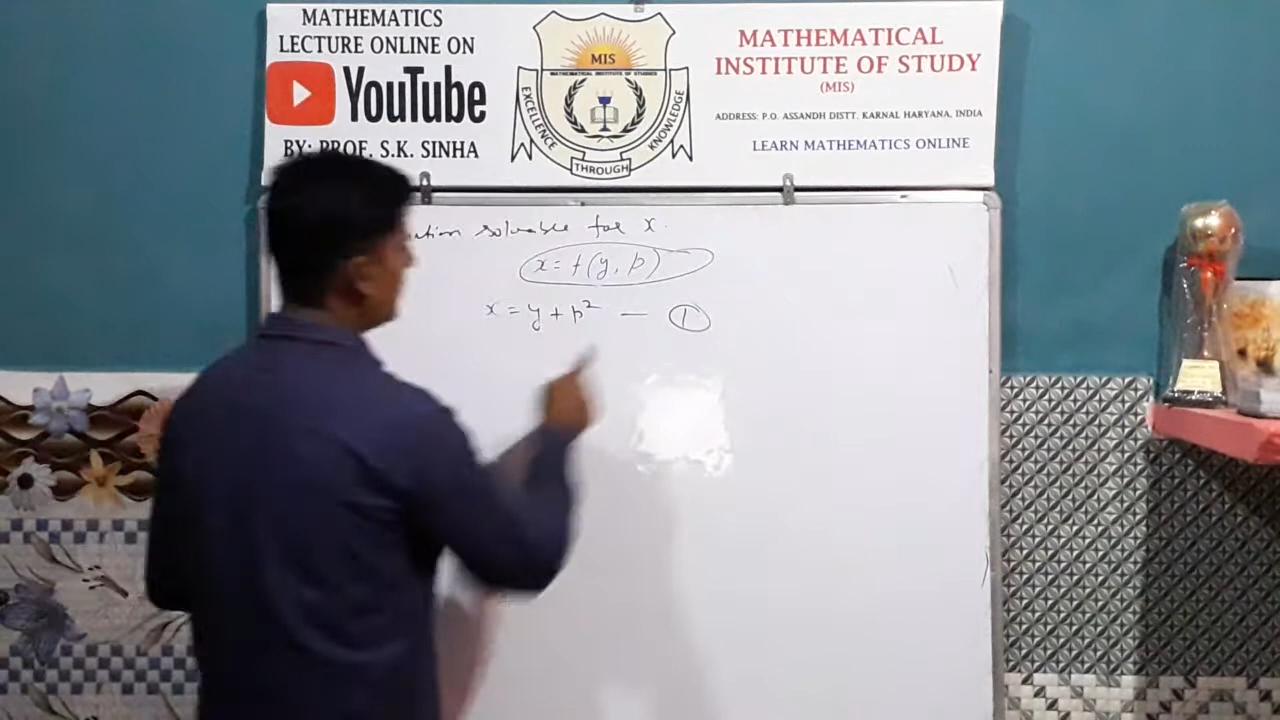 MATHEMATICS
LECTURE ONLINE ON
YouTube
BY: PROF. S.K. SINHA
MIS
MATHEMATICAL INSTITUTE OF STUDIES
EXCELLENCE
THROUGH
KNOWLEDGE
MATHEMATICAL
INSTITUTE OF STUDY
(MIS)
ADDRESS: P.O. ASSANDH DISTT. KARNAL HARYANA, INDIA
LEARN MATHEMATICS ONLINE
solvable for x.
x = f(y, p)
x = y + p² — ①